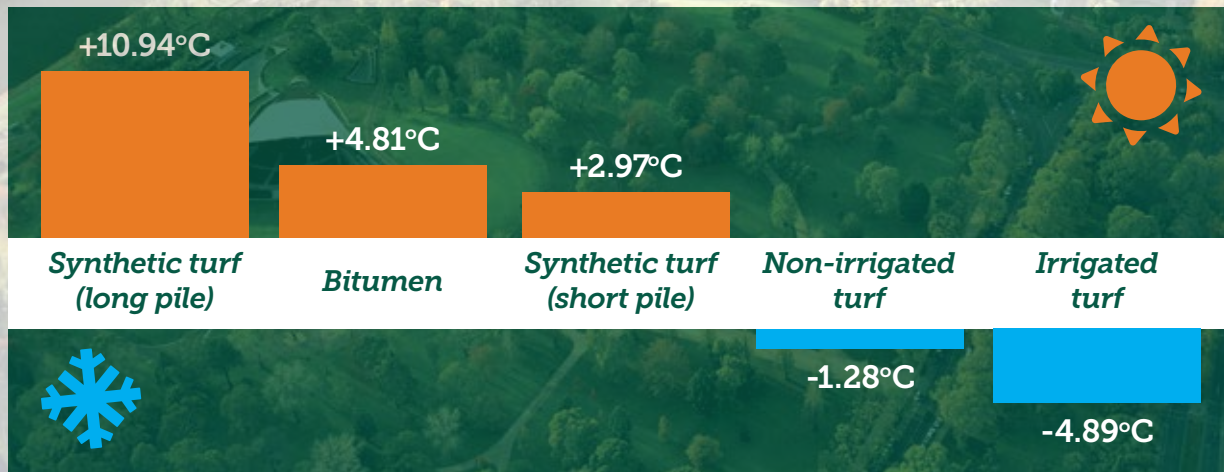 +10.94°C
+4.81°C
+2.97°C
Synthetic turf
(long pile)
Bitumen
Synthetic turf
(short pile)
Non-irrigated
turf
Irrigated
turf
-1.28°C
-4.89°C